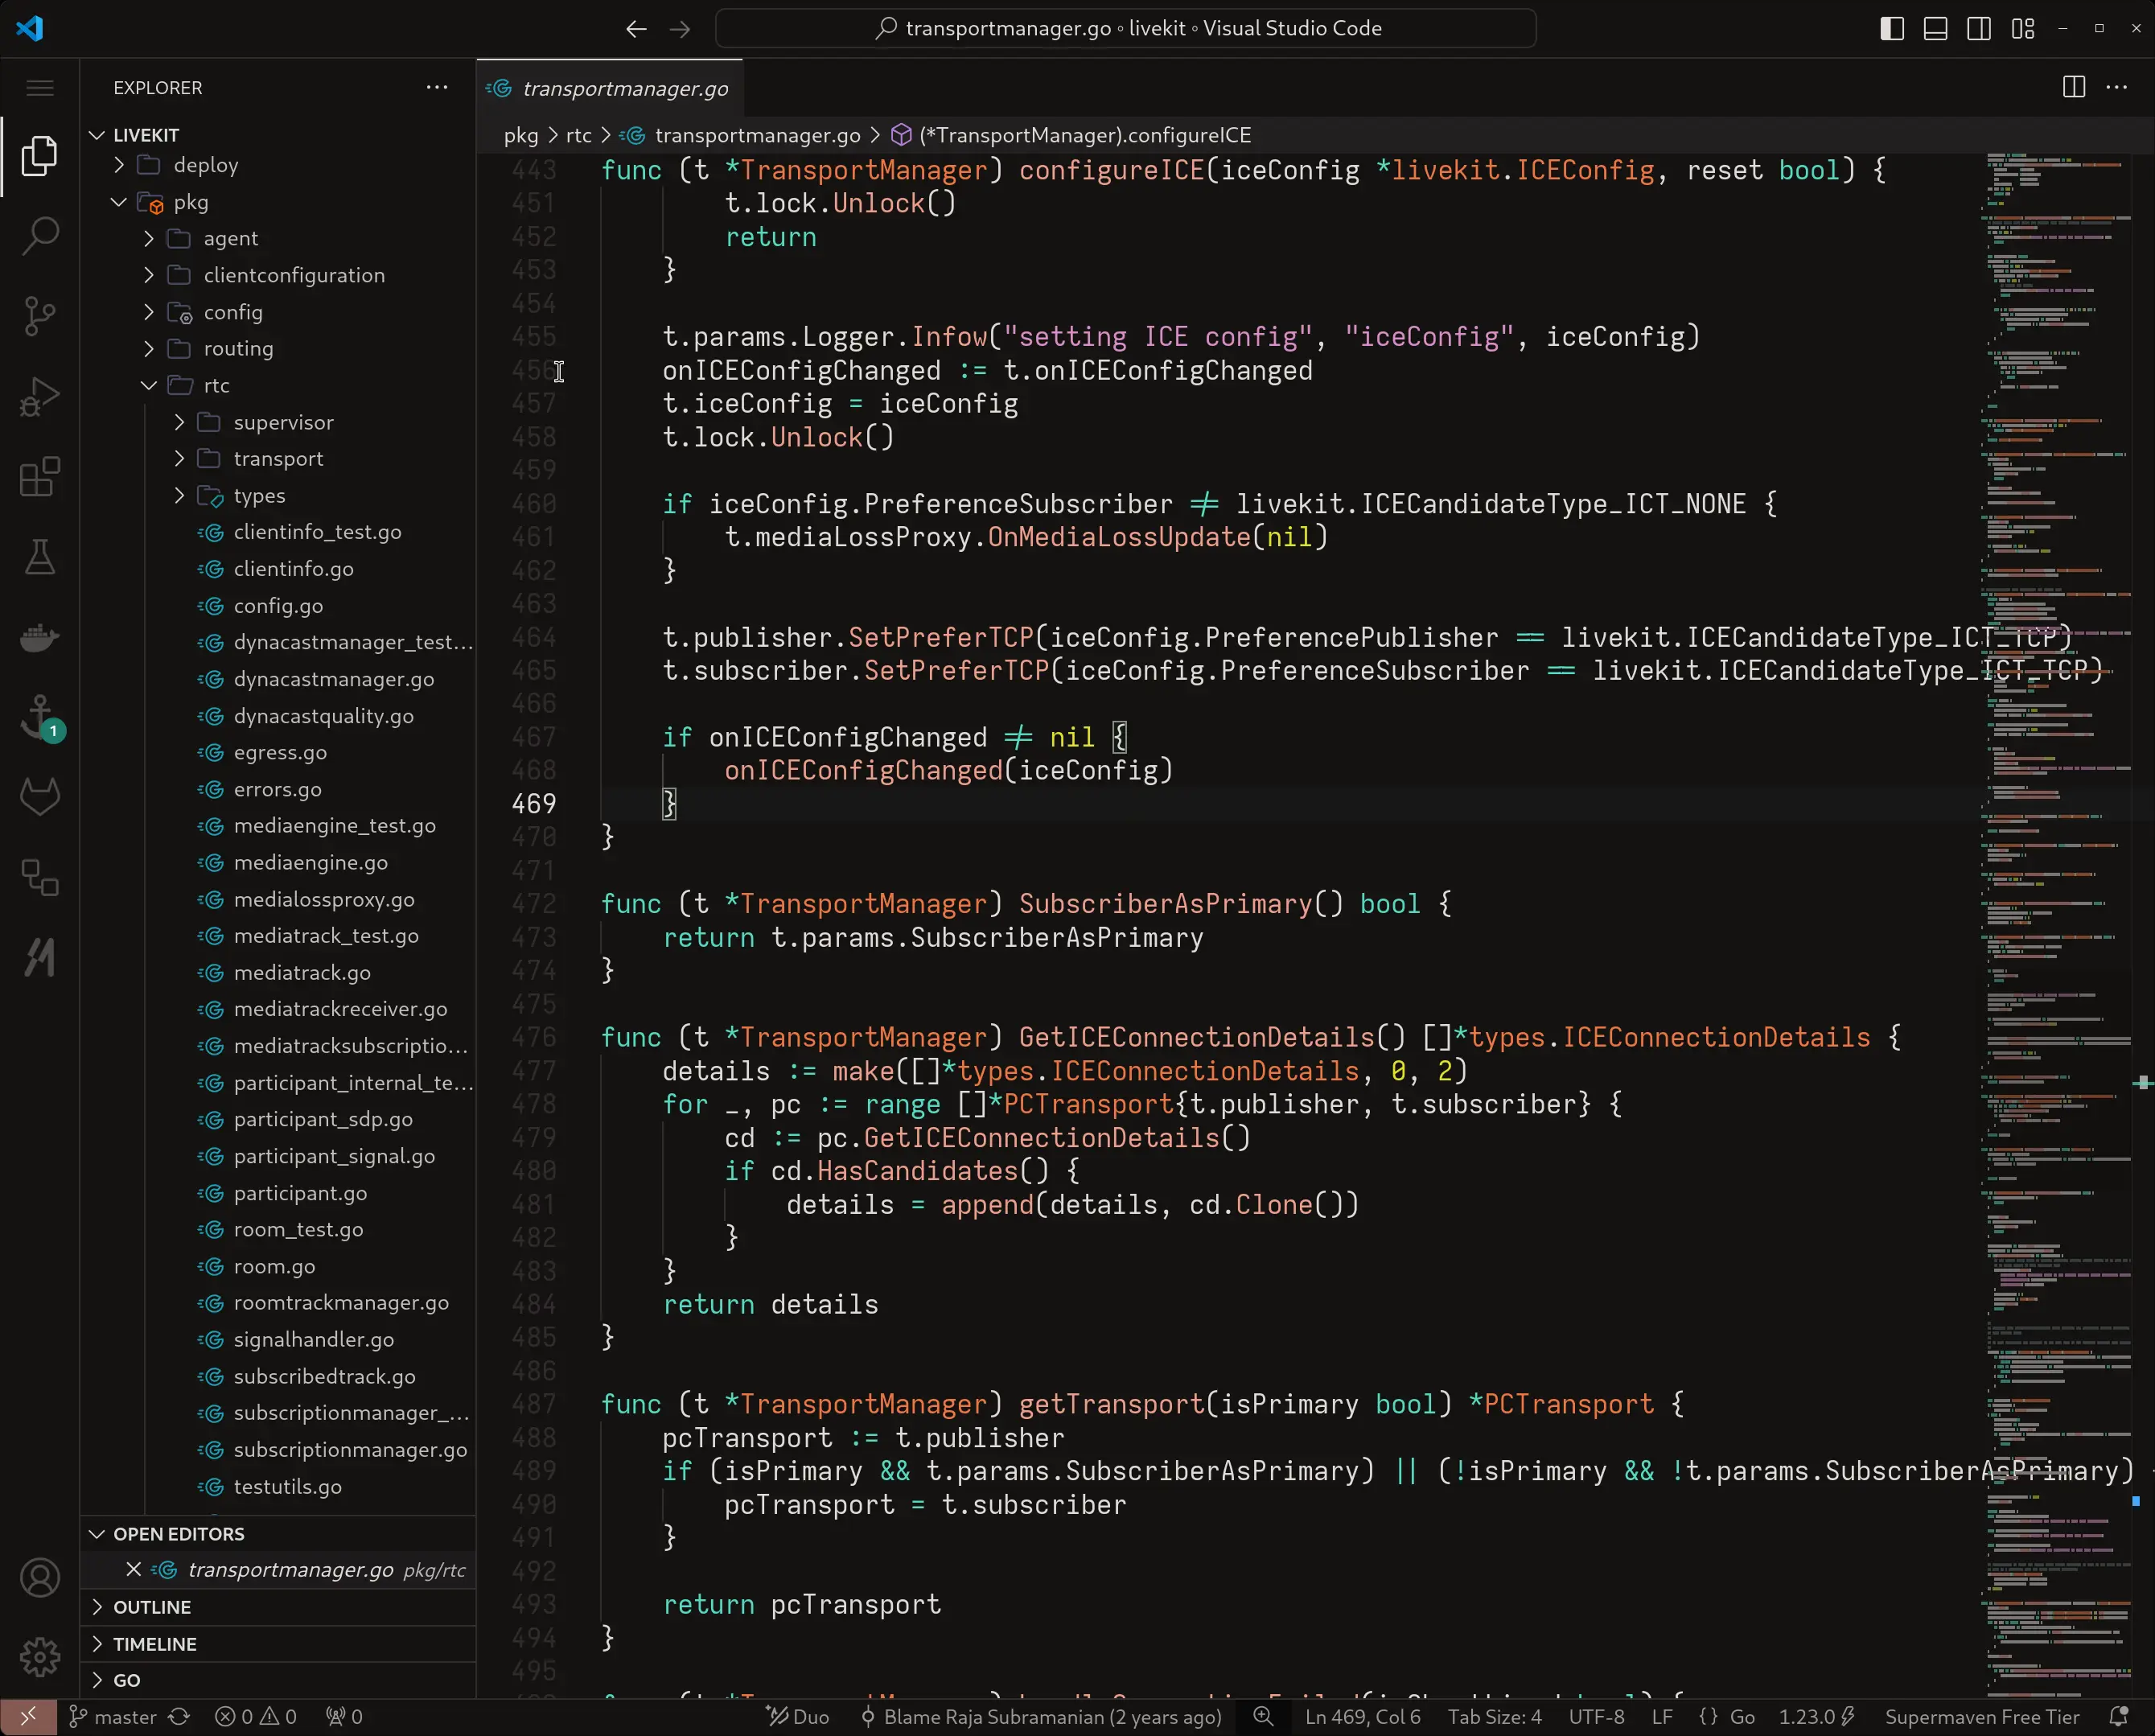 transportmanager.go ◦ livekit ◦ Visual Studio Code
EXPLORER
LIVEKIT
deploy
pkg
agent
clientconfiguration
config
routing
rtc
supervisor
transport
types
clientinfo_test.go
clientinfo.go
config.go
dynacastmanager_test...
dynacastmanager.go
dynacastquality.go
egress.go
errors.go
mediaengine_test.go
mediaengine.go
medialossproxy.go
mediatrack_test.go
mediatrack.go
mediatrackreceiver.go
mediatracksubscriptio...
participant_internal_te...
participant_sdp.go
participant_signal.go
participant.go
room_test.go
room.go
roomtrackmanager.go
signalhandler.go
subscribedtrack.go
subscriptionmanager_...
subscriptionmanager.go
testutils.go
OPEN EDITORS
transportmanager.go pkg/rtc
OUTLINE
TIMELINE
GO
1
transportmanager.go
pkg > rtc > transportmanager.go > (*TransportManager).configureICE
443 func (t *TransportManager) configureICE(iceConfig *livekit.ICEConfig, reset bool) {
451 t.lock.Unlock()
452 return
453 }
454
455 t.params.Logger.Infow("setting ICE config", "iceConfig", iceConfig)
456 onICEConfigChanged := t.onICEConfigChanged
457 t.iceConfig = iceConfig
458 t.lock.Unlock()
459
460 if iceConfig.PreferenceSubscriber != livekit.ICECandidateType_ICT_NONE {
461 t.mediaLossProxy.OnMediaLossUpdate(nil)
462 }
463
464 t.publisher.SetPreferTCP(iceConfig.PreferencePublisher == livekit.ICECandidateType_ICT_TCP)
465 t.subscriber.SetPreferTCP(iceConfig.PreferenceSubscriber == livekit.ICECandidateType_ICT_TCP)
466
467 if onICEConfigChanged != nil {
468 onICEConfigChanged(iceConfig)
469 }
470 }
471
472 func (t *TransportManager) SubscriberAsPrimary() bool {
473 return t.params.SubscriberAsPrimary
474 }
475
476 func (t *TransportManager) GetICEConnectionDetails() []*types.ICEConnectionDetails {
477 details := make([]*types.ICEConnectionDetails, 0, 2)
478 for _, pc := range []*PCTransport{t.publisher, t.subscriber} {
479 cd := pc.GetICEConnectionDetails()
480 if cd.HasCandidates() {
481 details = append(details, cd.Clone())
482 }
483 }
484 return details
485 }
486
487 func (t *TransportManager) getTransport(isPrimary bool) *PCTransport {
488 pcTransport := t.publisher
489 if (isPrimary && t.params.SubscriberAsPrimary) || (!isPrimary && !t.params.SubscriberAsPrimary)
490 pcTransport = t.subscriber
491 }
492
493 return pcTransport
494 }
495
master 0 0 0 Duo Blame Raja Subramanian (2 years ago) Ln 469, Col 6 Tab Size: 4 UTF-8 LF {} Go 1.23.0 Supermaven Free Tier